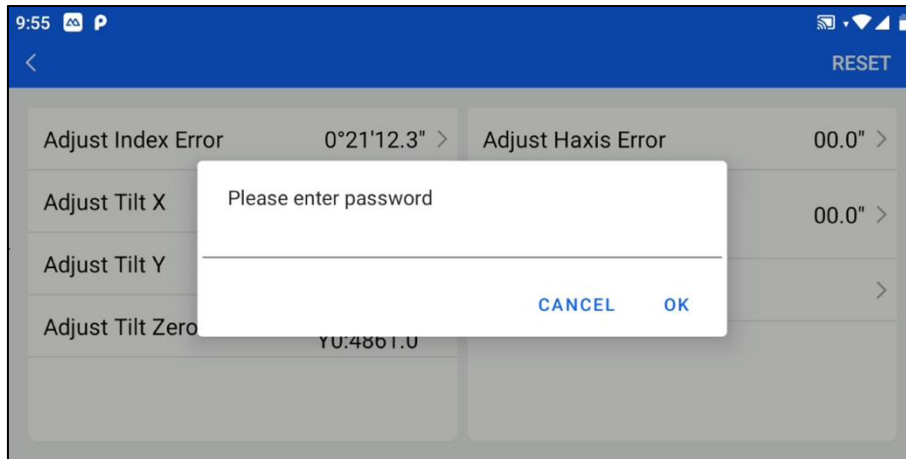 9:55
RESET
Adjust Index Error 0°21'12.3" Adjust Haxis Error 00.0"
Adjust Tilt X
00.0"
Please enter password
Adjust Tilt Y
CANCEL OK
Adjust Tilt Zero
Y0:4861.0